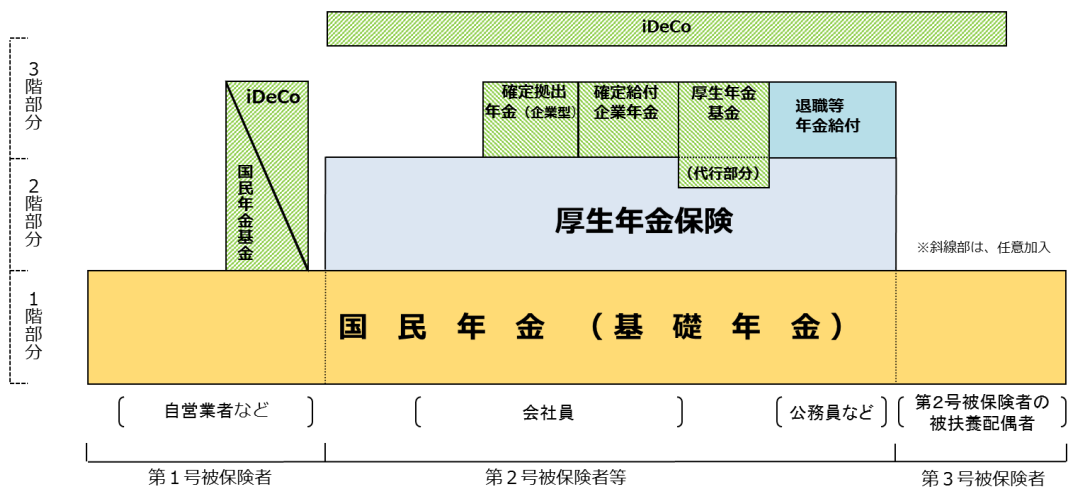 iDeCo
3階部分
iDeCo
国民年金基金
確定拠出
年金（企業型）
確定給付
企業年金
厚生年金
基金
（代行部分）
退職等
年金給付
2階部分
厚生年金保険
※斜線部は、任意加入
1階部分
国民年金（基礎年金）
自営業者など
会社員
公務員など
第2号被保険者の
被扶養配偶者
第１号被保険者
第２号被保険者等
第３号被保険者